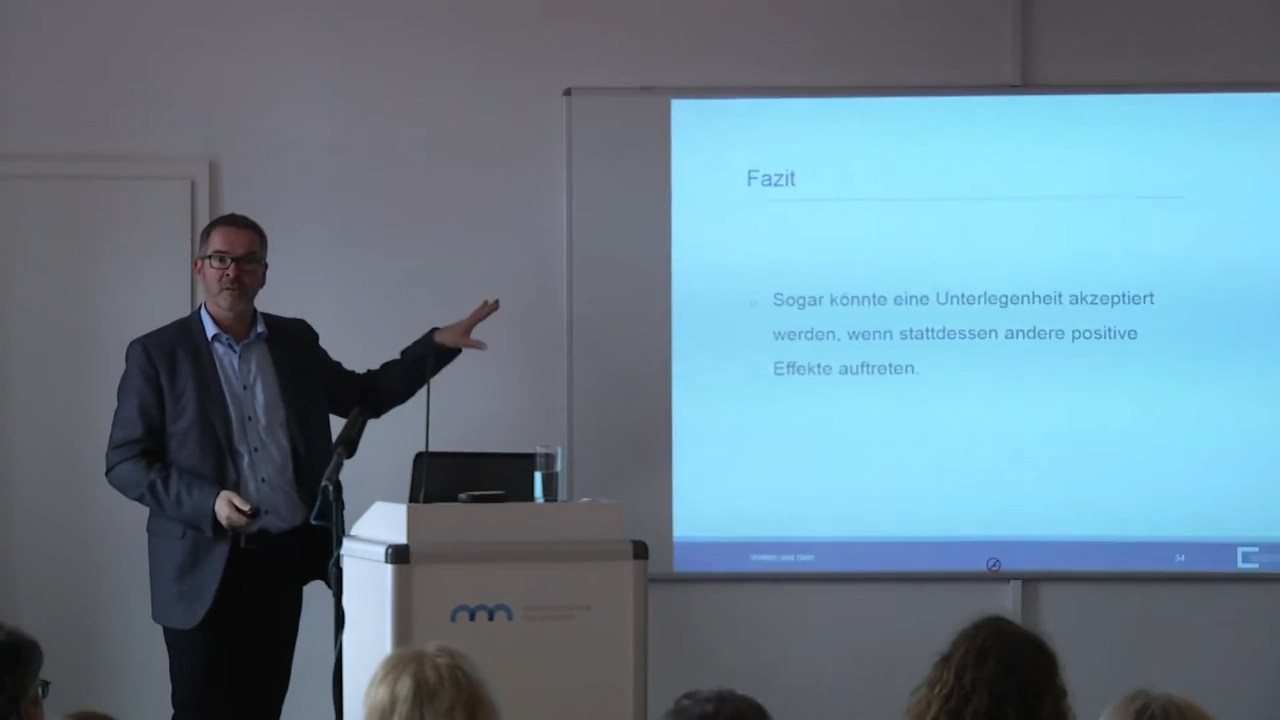 Fazit
Sogar könnte eine Unterlegenheit akzeptiert
werden, wenn stattdessen andere positive
Effekte auftreten.